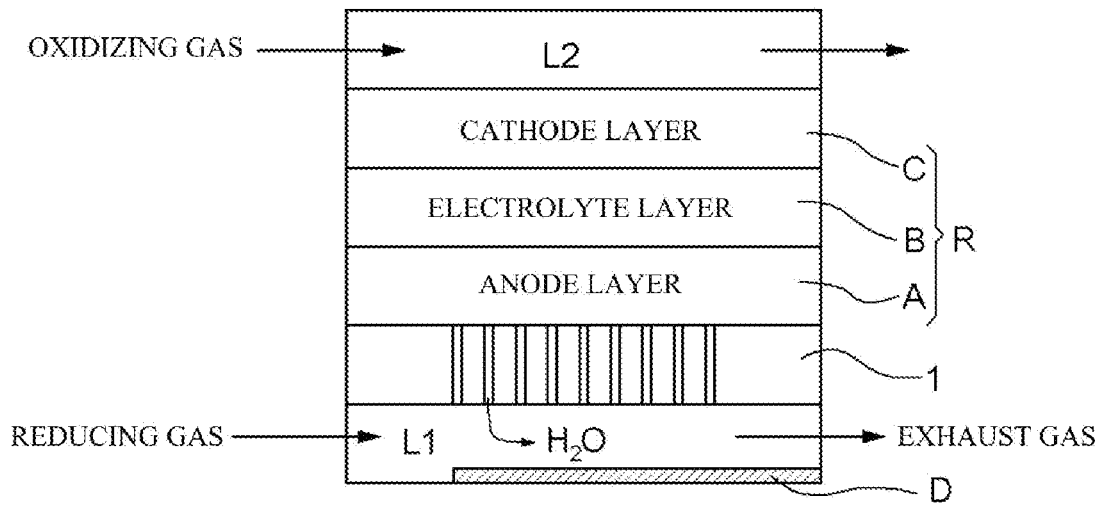 OXIDIZING GAS
L2
CATHODE LAYER
C
ELECTROLYTE LAYER
B
R
ANODE LAYER
A
1
REDUCING GAS
L1
H₂O
EXHAUST GAS
D